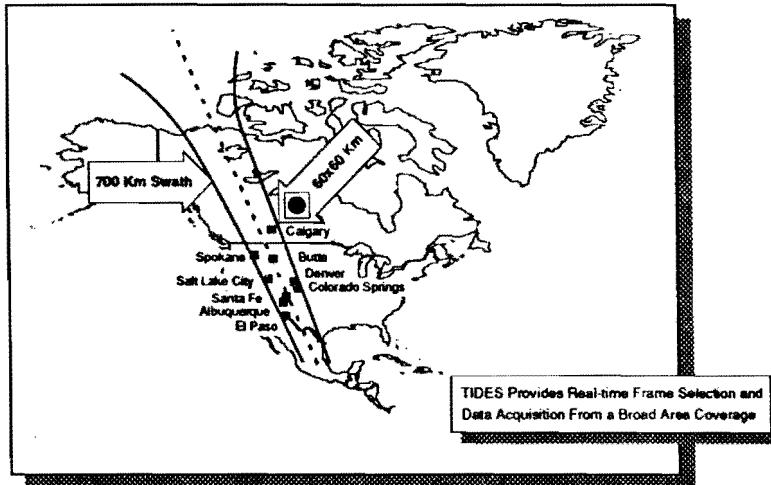 700 Km Swath
60x60 Km
Calgary
Spokane
Butte
Denver
Salt Lake City
Colorado Springs
Santa Fe
Albuquerque
El Paso
TIDES Provides Real-time Frame Selection and
Data Acquisition From a Broad Area Coverage